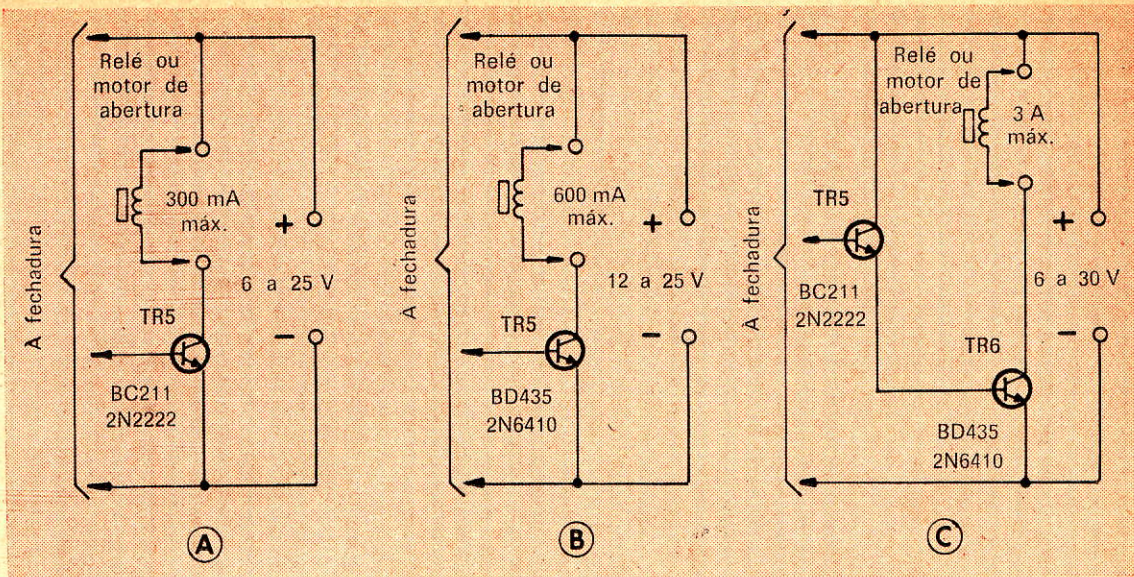 Relé ou
motor de
abertura
300 mA
máx.
+
6 a 25 V
À fechadura
TR5
-
BC211
2N2222
A
Relé ou
motor de
abertura
600 mA
máx.
+
12 a 25 V
À fechadura
TR5
-
BD435
2N6410
B
Relé ou
motor de
abertura
3 A
máx.
TR5
+
À fechadura
6 a 30 V
BC211
2N2222
-
TR6
BD435
2N6410
C